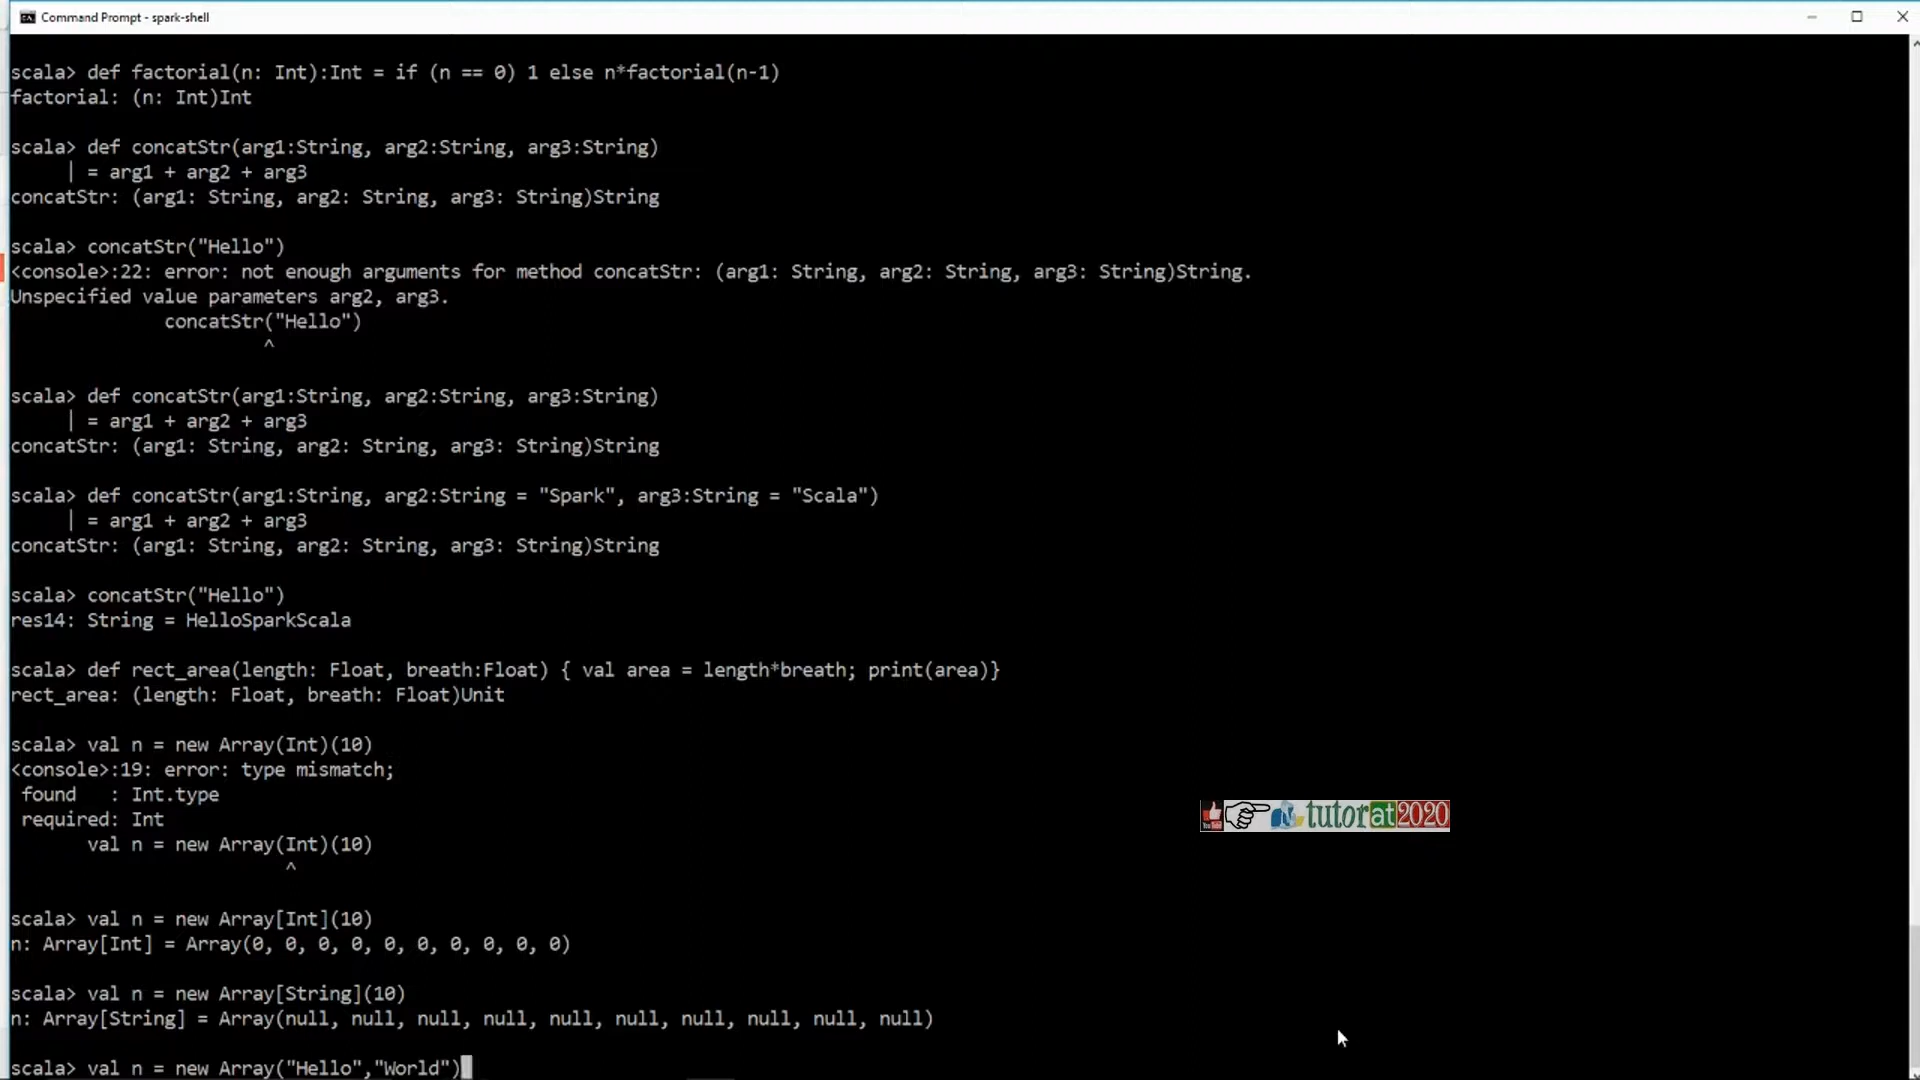 Command Prompt - spark-shell
scala> def factorial(n: Int):Int = if (n == 0) 1 else n*factorial(n-1)
factorial: (n: Int)Int
scala> def concatStr(arg1:String, arg2:String, arg3:String)
     | = arg1 + arg2 + arg3
concatStr: (arg1: String, arg2: String, arg3: String)String
scala> concatStr("Hello")
<console>:22: error: not enough arguments for method concatStr: (arg1: String, arg2: String, arg3: String)String.
Unspecified value parameters arg2, arg3.
              concatStr("Hello")
                       ^
scala> def concatStr(arg1:String, arg2:String, arg3:String)
     | = arg1 + arg2 + arg3
concatStr: (arg1: String, arg2: String, arg3: String)String
scala> def concatStr(arg1:String, arg2:String = "Spark", arg3:String = "Scala")
     | = arg1 + arg2 + arg3
concatStr: (arg1: String, arg2: String, arg3: String)String
scala> concatStr("Hello")
res14: String = HelloSparkScala
scala> def rect_area(length: Float, breath:Float) { val area = length*breath; print(area)}
rect_area: (length: Float, breath: Float)Unit
scala> val n = new Array(Int)(10)
<console>:19: error: type mismatch;
 found   : Int.type
 required: Int
       val n = new Array(Int)(10)
                         ^
tutorat2020
scala> val n = new Array[Int](10)
n: Array[Int] = Array(0, 0, 0, 0, 0, 0, 0, 0, 0, 0)
scala> val n = new Array[String](10)
n: Array[String] = Array(null, null, null, null, null, null, null, null, null, null)
scala> val n = new Array("Hello","World")